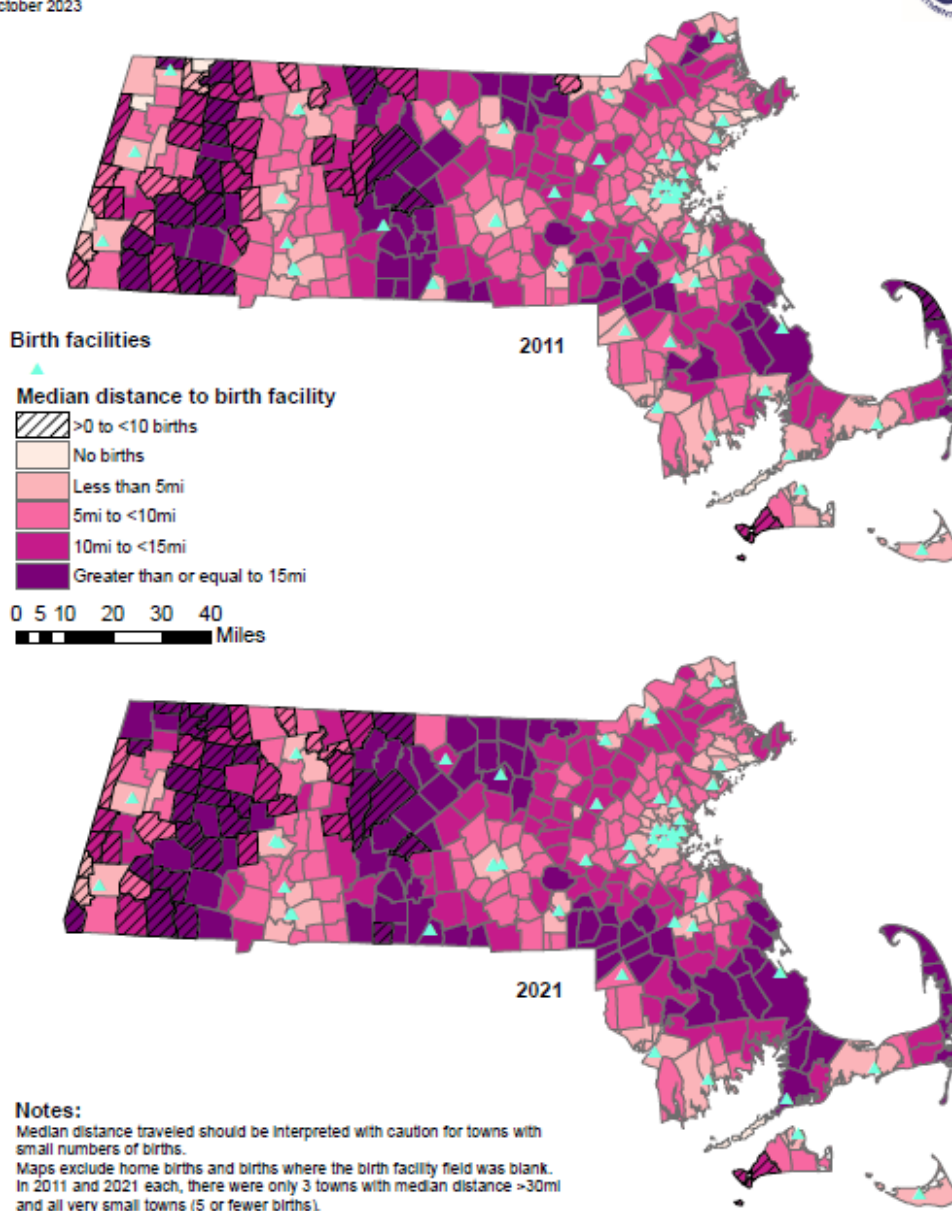 ctober 2023
2011
Birth facilities
Median distance to birth facility
>0 to <10 births
No births
Less than 5mi
5mi to <10mi
10mi to <15mi
Greater than or equal to 15mi
0 5 10 20 30 40
Miles
2021
Notes:
Median distance traveled should be interpreted with caution for towns with
small numbers of births.
Maps exclude home births and births where the birth facility field was blank.
In 2011 and 2021 each, there were only 3 towns with median distance >30mi
and all very small towns (5 or fewer births).